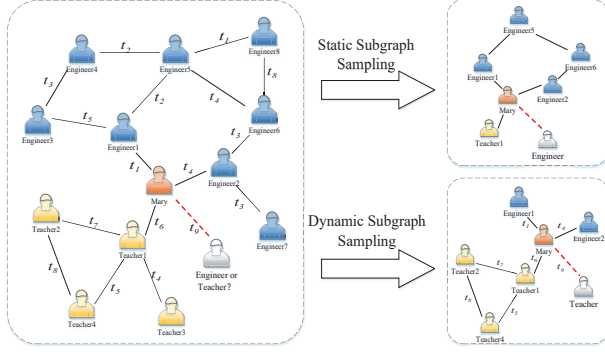 t1
Engineer8
t2
Engineer4
Engineer5
t8
t3
t4
t2
t5
Engineer3
Engineer1
Engineer6
t3
t1
t4
Engineer2
Mary
t3
Teacher2
t7
t6
t9
Engineer7
Teacher1
Engineer or
Teacher?
t8
t5
t4
Teacher4
Teacher3
Static Subgraph
Sampling
Dynamic Subgraph
Sampling
Engineer5
Engineer1
Engineer6
Mary
Engineer2
Teacher1
Engineer
Engineer1
t1
t4
Engineer2
Mary
t7
t6
t9
Teacher2
Teacher1
Teacher
t8
t5
Teacher4